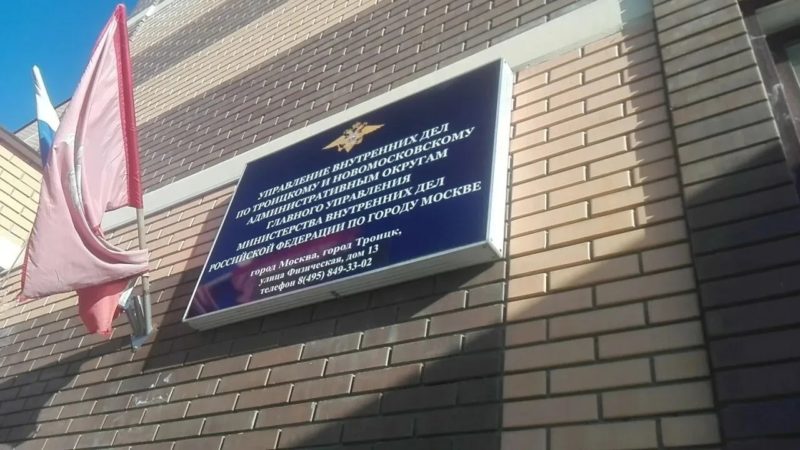 УПРАВЛЕНИЕ ВНУТРЕННИХ ДЕЛ
ПО ТРОИЦКОМУ И НОВОМОСКОВСКОМУ
АДМИНИСТРАТИВНЫМ ОКРУГАМ
ГЛАВНОГО УПРАВЛЕНИЯ
МИНИСТЕРСТВА ВНУТРЕННИХ ДЕЛ
РОССИЙСКОЙ ФЕДЕРАЦИИ ПО ГОРОДУ МОСКВЕ
город Москва, город Троицк,
улица Физическая, дом 13
телефон 8(495) 849-33-02